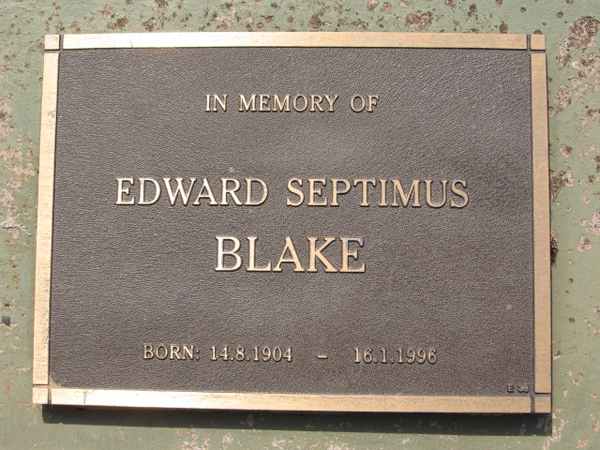 IN MEMORY OF
EDWARD SEPTIMUS
BLAKE
BORN: 14.8.1904 – 16.1.1996